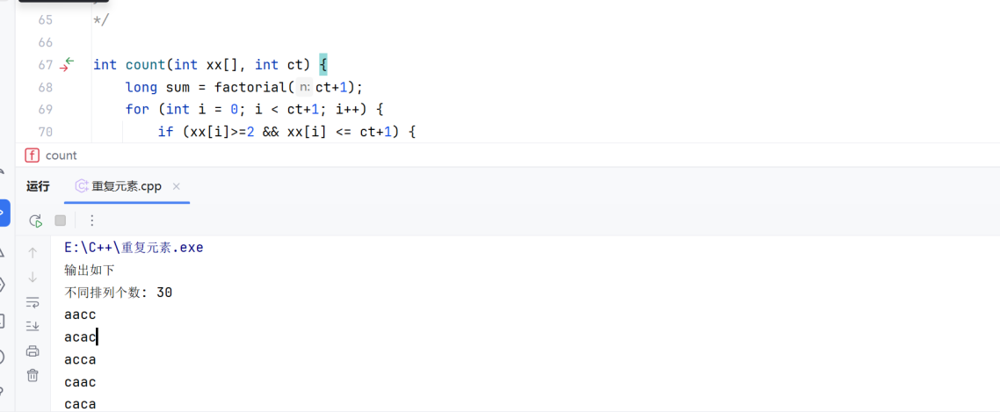 65 */
66
67 int count(int xx[], int ct) {
68 long sum = factorial( n: ct+1);
69 for (int i = 0; i < ct+1; i++) {
70 if (xx[i]>=2 && xx[i] <= ct+1) {
f count
运行 重复元素.cpp ×
E:\C++\重复元素.exe
输出如下
不同排列个数: 30
aacc
acac
acca
caac
caca